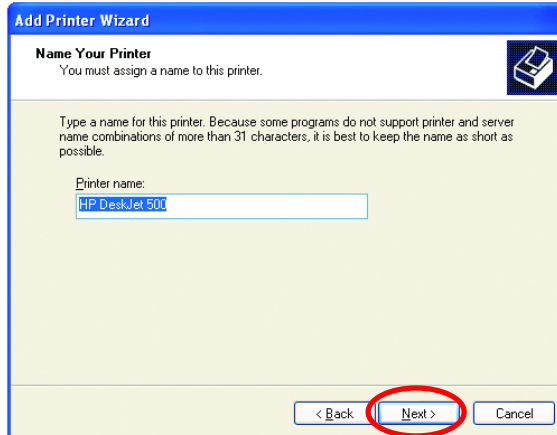 Add Printer Wizard
Name Your Printer
You must assign a name to this printer.
Type a name for this printer. Because some programs do not support printer and server
name combinations of more than 31 characters, it is best to keep the name as short as
possible.
Printer name:
HP DeskJet 500
< Back
Next >
Cancel